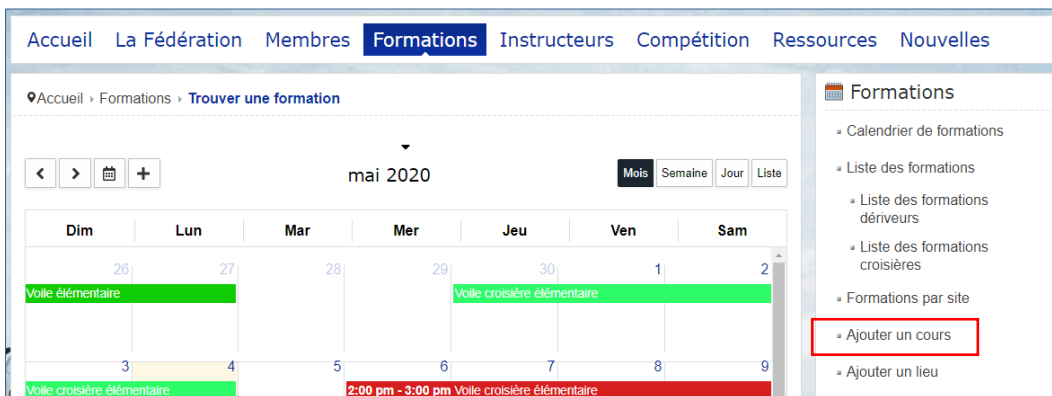 Accueil La Fédération Membres Formations Instructeurs Compétition Ressources Nouvelles
Accueil › Formations › Trouver une formation
mai 2020
Mois Semaine Jour Liste
Dim Lun Mar Mer Jeu Ven Sam
26 27 28 29 30 1 2
Voile élémentaire Voile croisière élémentaire
3 4 5 6 7 8 9
Voile croisière élémentaire 2:00 pm - 3:00 pm Voile croisière élémentaire
Formations
Calendrier de formations
Liste des formations
Liste des formations
dériveurs
Liste des formations
croisières
Formations par site
Ajouter un cours
Ajouter un lieu